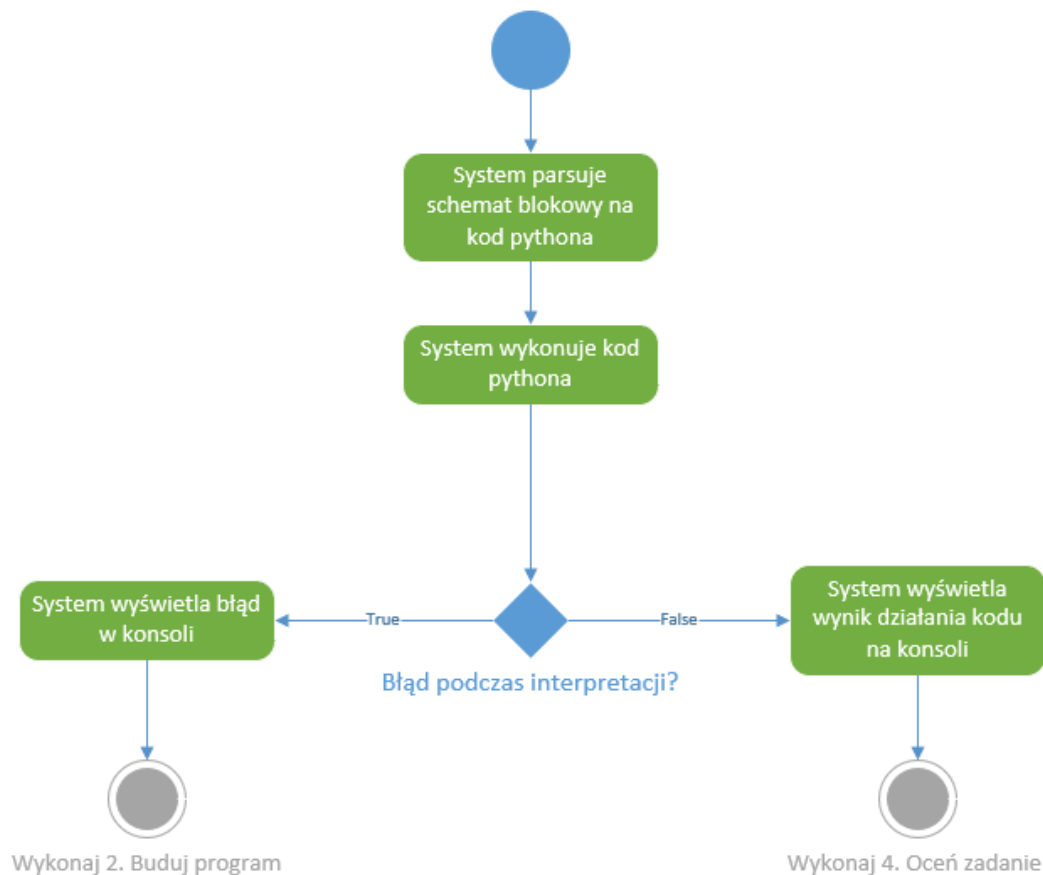 System parsuje
schemat blokowy na
kod pythona
System wykonuje kod
pythona
System wyświetla błąd
w konsoli
True
False
System wyświetla
wynik działania kodu
na konsoli
Błąd podczas interpretacji?
Wykonaj 2. Buduj program
Wykonaj 4. Oceń zadanie